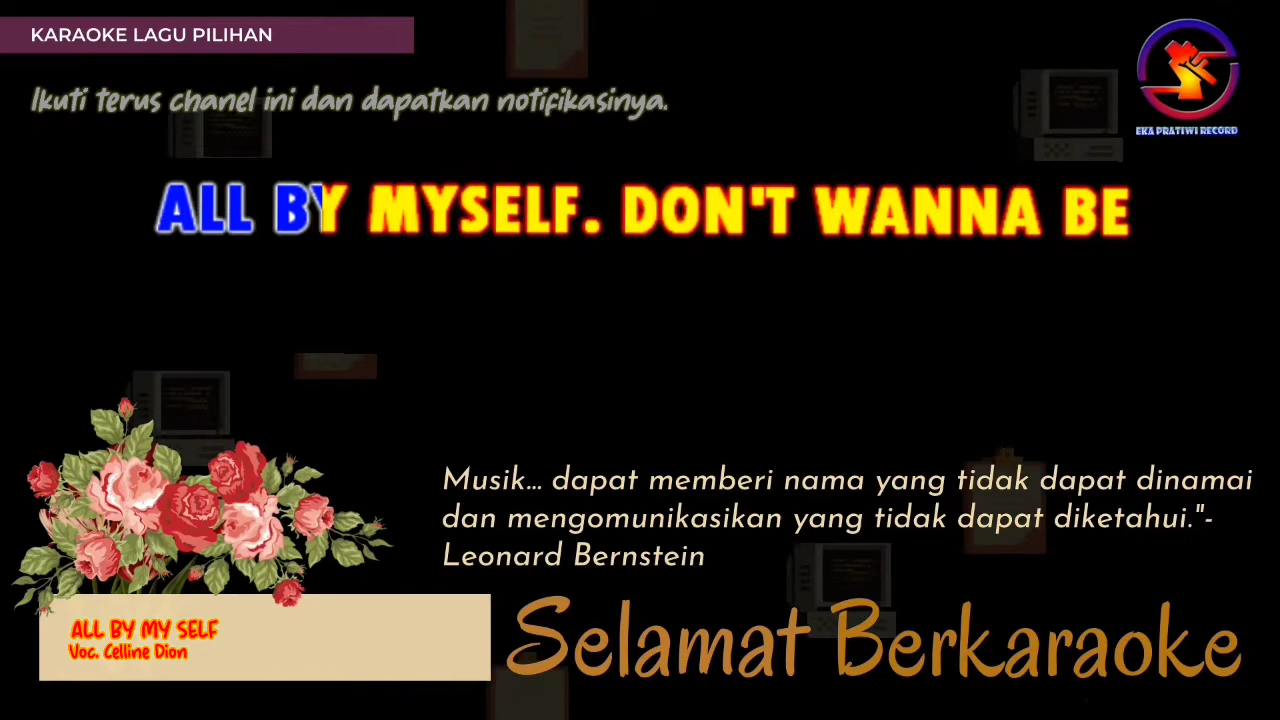 KARAOKE LAGU PILIHAN
Ikuti terus chanel ini dan dapatkan notifikasinya.
EKA PRATIWI RECORD
ALL BY MYSELF. DON'T WANNA BE
Musik... dapat memberi nama yang tidak dapat dinamai
dan mengomunikasikan yang tidak dapat diketahui."-
Leonard Bernstein
ALL BY MY SELF
Voc. Celline Dion
Selamat Berkaraoke